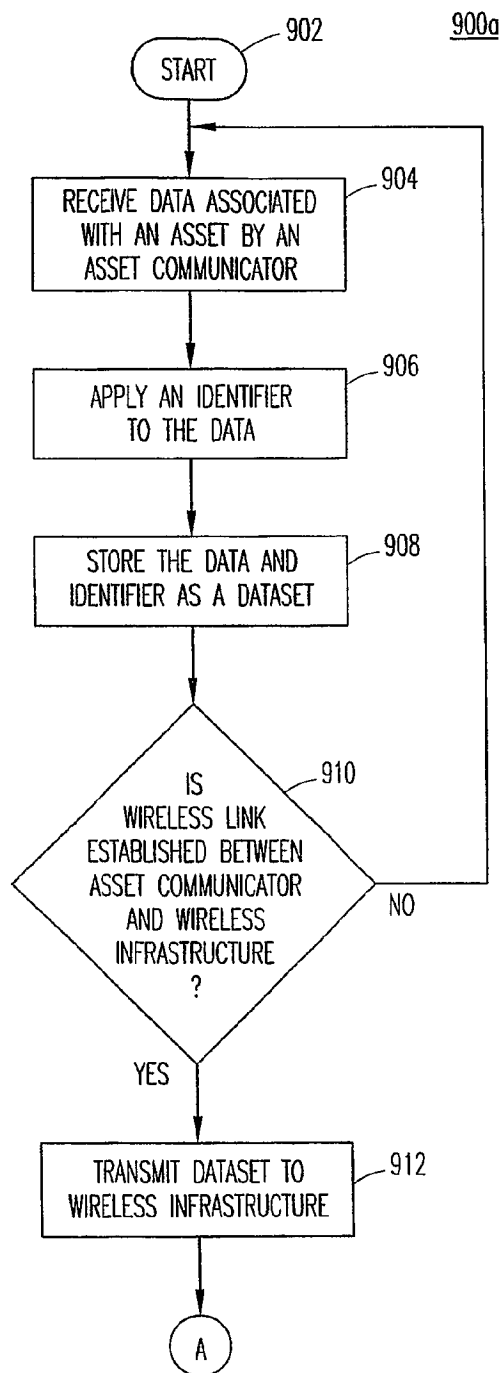 900a
902
START
904
RECEIVE DATA ASSOCIATED
WITH AN ASSET BY AN
ASSET COMMUNICATOR
906
APPLY AN IDENTIFIER
TO THE DATA
908
STORE THE DATA AND
IDENTIFIER AS A DATASET
910
IS
WIRELESS LINK
ESTABLISHED BETWEEN
ASSET COMMUNICATOR
AND WIRELESS
INFRASTRUCTURE
?
NO
YES
912
TRANSMIT DATASET TO
WIRELESS INFRASTRUCTURE
A